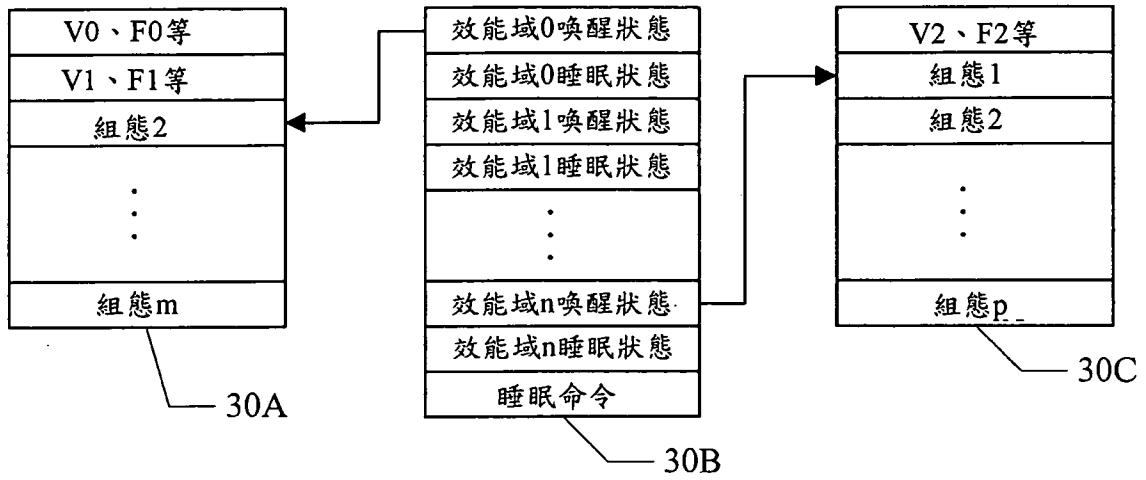 V0、F0等
V1、F1等
組態2
組態m
30A
效能域0喚醒狀態
效能域0睡眠狀態
效能域1喚醒狀態
效能域1睡眠狀態
效能域n喚醒狀態
效能域n睡眠狀態
睡眠命令
30B
V2、F2等
組態1
組態2
組態p
30C